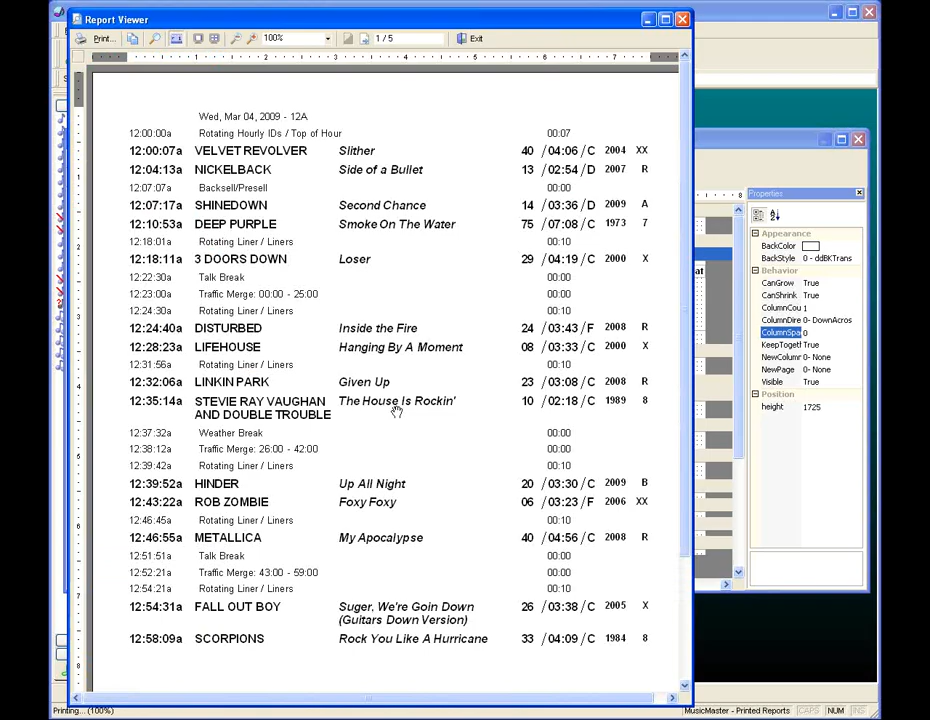 Report Viewer
Print...
100%
1 / 5
Exit
1 2 3 4 5 6 7
Wed, Mar 04, 2009 - 12A
12:00:00a Rotating Hourly IDs / Top of Hour 00:07
12:00:07a VELVET REVOLVER Slither 40 /04:06/C 2004 XX
12:04:13a NICKELBACK Side of a Bullet 13 /02:54/D 2007 R
12:07:07a Backsell/Presell 00:00
12:07:17a SHINEDOWN Second Chance 14 /03:36/D 2009 A
12:10:53a DEEP PURPLE Smoke On The Water 75 /07:08/C 1973 7
12:18:01a Rotating Liner / Liners 00:10
12:18:11a 3 DOORS DOWN Loser 29 /04:19/C 2000 X
12:22:30a Talk Break 00:00
12:23:00a Traffic Merge: 00:00 - 25:00 00:00
12:24:30a Rotating Liner / Liners 00:10
12:24:40a DISTURBED Inside the Fire 24 /03:43/F 2008 R
12:28:23a LIFEHOUSE Hanging By A Moment 08 /03:33/C 2000 X
12:31:56a Rotating Liner / Liners 00:10
12:32:06a LINKIN PARK Given Up 23 /03:08/C 2008 R
12:35:14a STEVIE RAY VAUGHAN The House Is Rockin' 10 /02:18/C 1989 8
AND DOUBLE TROUBLE
12:37:32a Weather Break 00:00
12:38:12a Traffic Merge: 26:00 - 42:00 00:00
12:39:42a Rotating Liner / Liners 00:10
12:39:52a HINDER Up All Night 20 /03:30/C 2009 B
12:43:22a ROB ZOMBIE Foxy Foxy 06 /03:23/F 2006 XX
12:46:45a Rotating Liner / Liners 00:10
12:46:55a METALLICA My Apocalypse 40 /04:56/C 2008 R
12:51:51a Talk Break 00:00
12:52:21a Traffic Merge: 43:00 - 59:00 00:00
12:54:21a Rotating Liner / Liners 00:10
12:54:31a FALL OUT BOY Suger, We're Goin Down 26 /03:38/C 2005 X
(Guitars Down Version)
12:58:09a SCORPIONS Rock You Like A Hurricane 33 /04:09/C 1984 8
Properties
Appearance
BackColor
BackStyle 0 - ddBKTrans
Behavior
CanGrow True
CanShrink True
ColumnCou 1
ColumnDire 0- DownAcros
ColumnSpa 0
KeepTogeth True
NewColumn 0- None
NewPage 0- None
Visible True
Position
height 1725
Printing... (100%)
MusicMaster - Printed Reports CAPS NUM INS